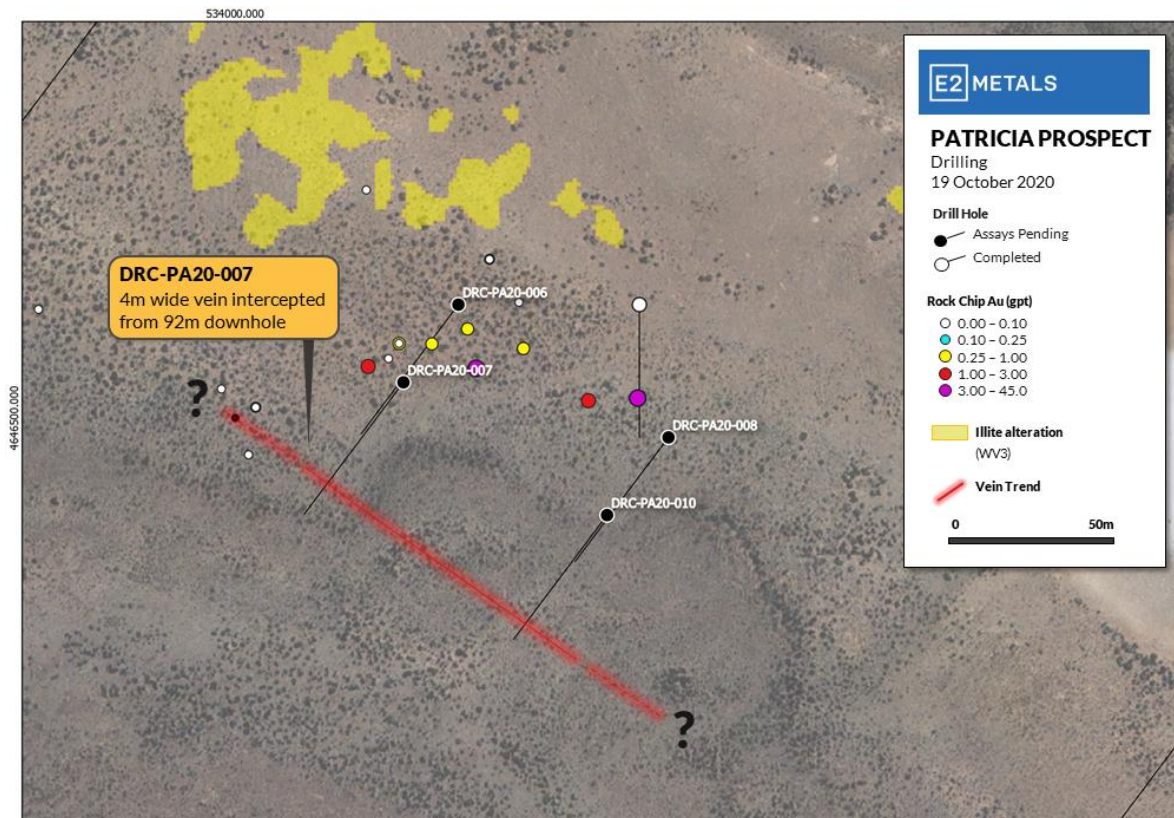 534000.000
4646500.000
E2 METALS
PATRICIA PROSPECT
Drilling
19 October 2020
Drill Hole
Assays Pending
Completed
Rock Chip Au (gpt)
0.00 – 0.10
0.10 – 0.25
0.25 – 1.00
1.00 – 3.00
3.00 – 45.0
Illite alteration
(WV3)
Vein Trend
0 50m
DRC-PA20-007
4m wide vein intercepted
from 92m downhole
DRC-PA20-006
DRC-PA20-007
?
DRC-PA20-008
DRC-PA20-010
?